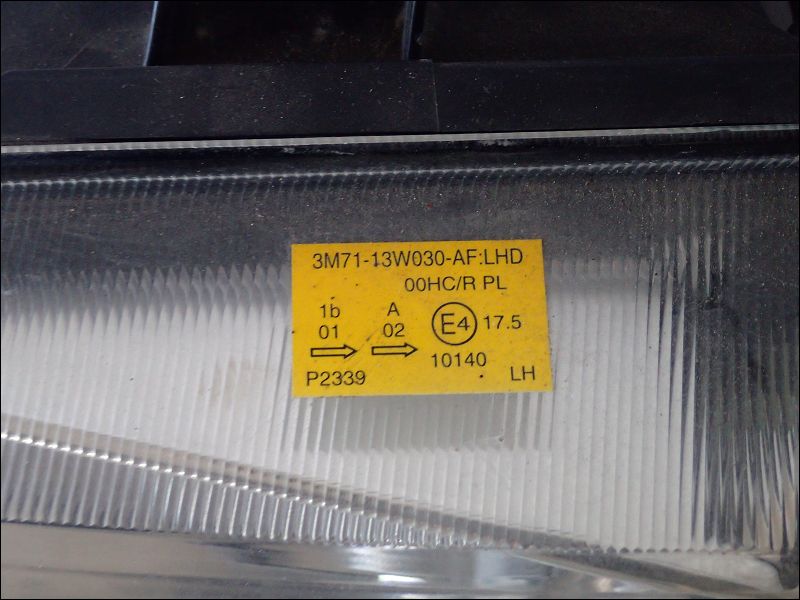 3M71-13W030-AF:LHD
00HC/R PL
1b A
01 02 E4 17.5
10140
P2339 LH